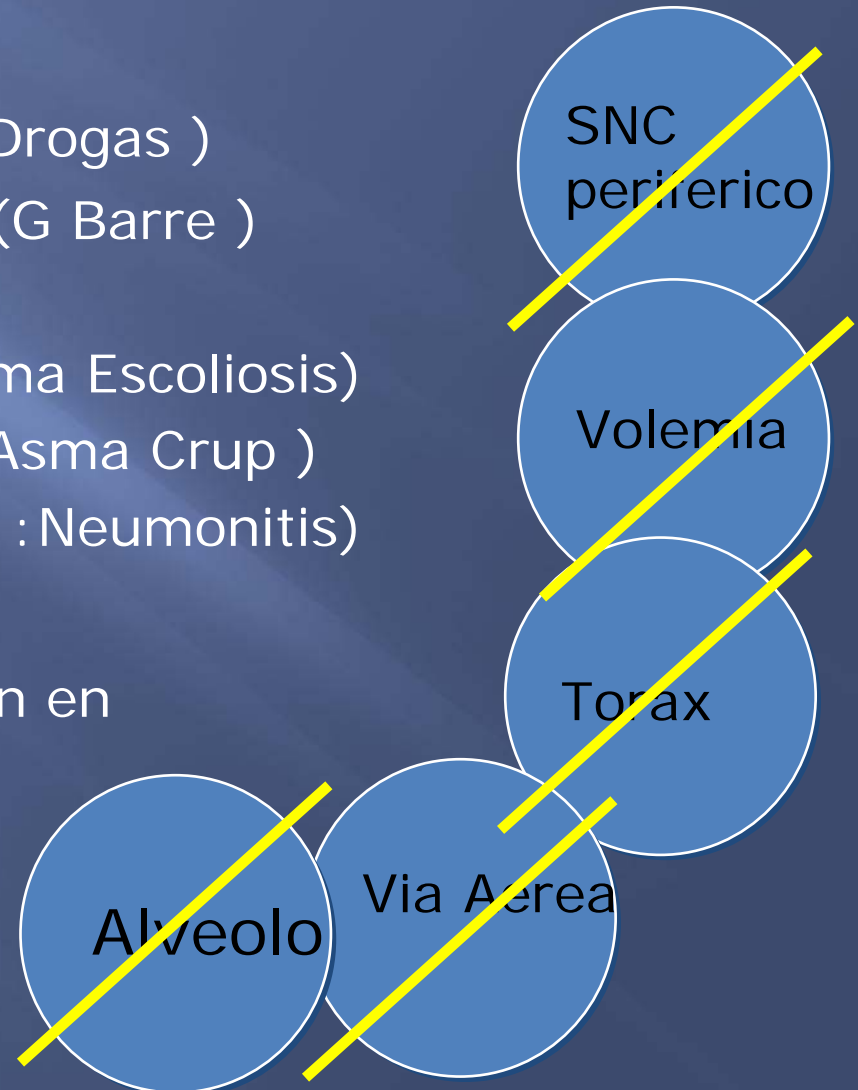 Drogas )
(G Barre )
ma Escoliosis)
Asma Crup )
:Neumonitis)
n en
SNC
periferico
Volemia
Torax
Via Aerea
Alveolo